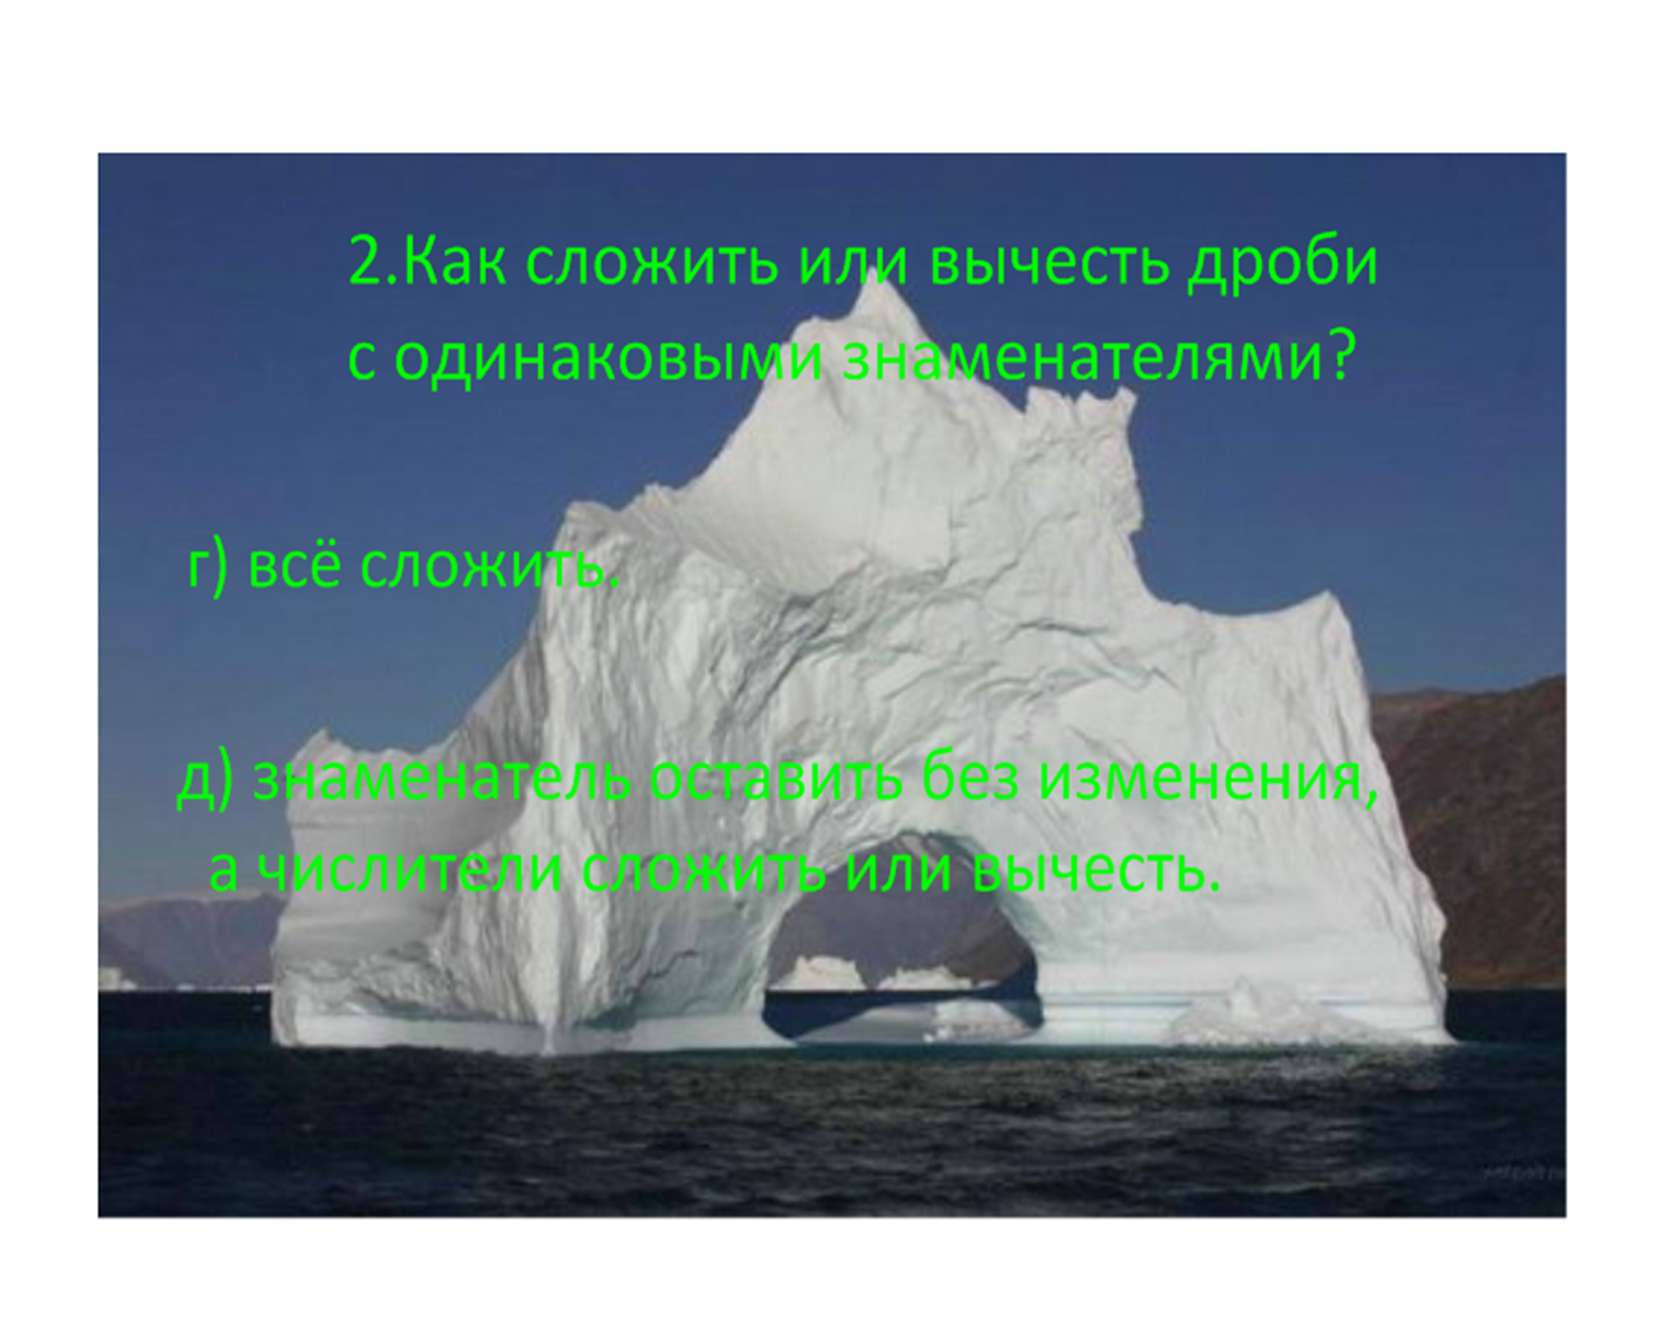 2.Как сложить или вычесть дроби
с одинаковыми знаменателями?
г) всё сложить.
д) знаменатель оставить без изменения,
а числители сложить или вычесть.